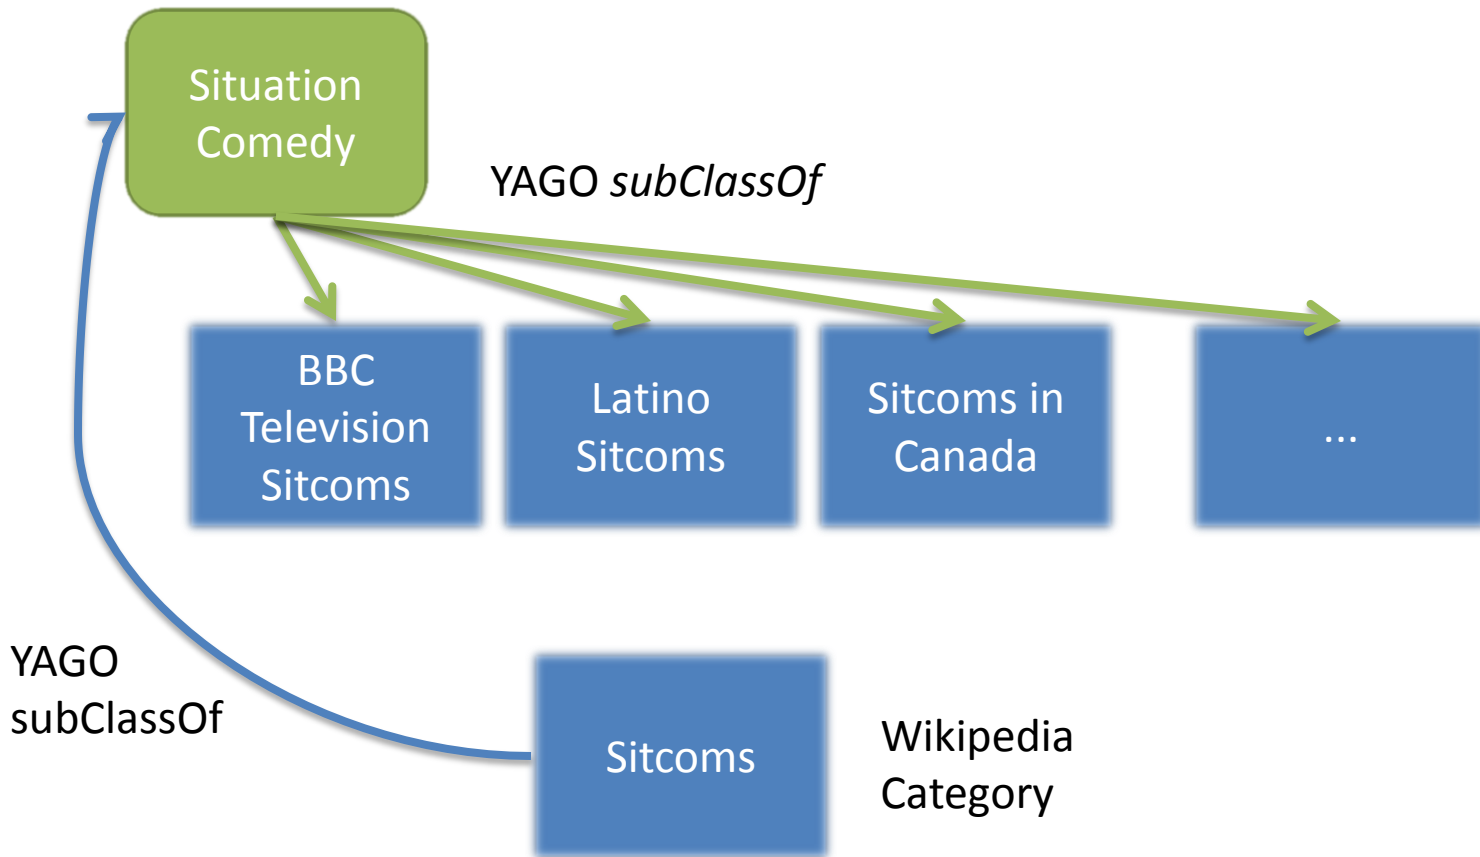 Situation
Comedy
YAGO subClassOf
BBC
Television
Sitcoms
Latino
Sitcoms
Sitcoms in
Canada
...
YAGO
subClassOf
Sitcoms
Wikipedia
Category